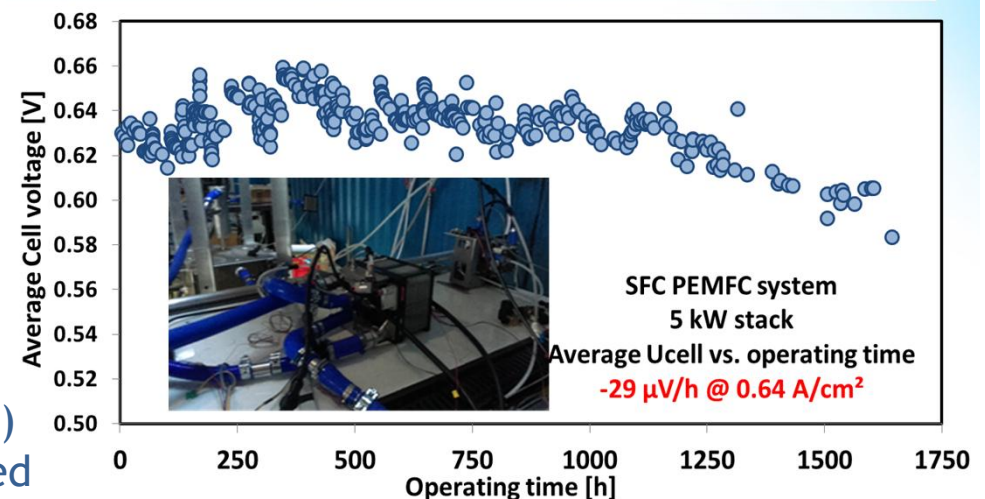 0.68
0.66
0.64
0.62
0.60
0.58
0.56
0.54
0.52
0.50
Average Cell voltage [V]
SFC PEMFC system
5 kW stack
Average Ucell vs. operating time
-29 µV/h @ 0.64 A/cm²
)
ed
0 250 500 750 1000 1250 1500 1750
Operating time [h]